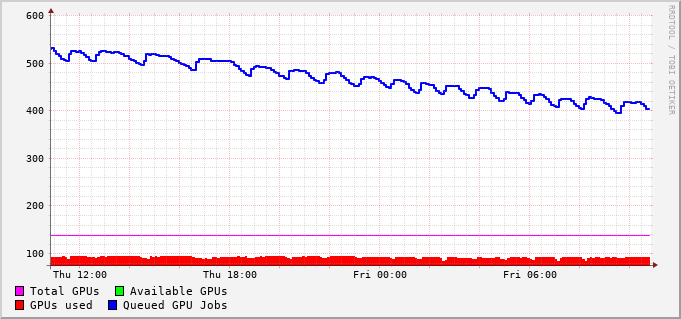 600
500
400
300
200
100
Thu 12:00 Thu 18:00 Fri 00:00 Fri 06:00
Total GPUs Available GPUs
GPUs used Queued GPU Jobs
RRDTOOL / TOBI OETIKER